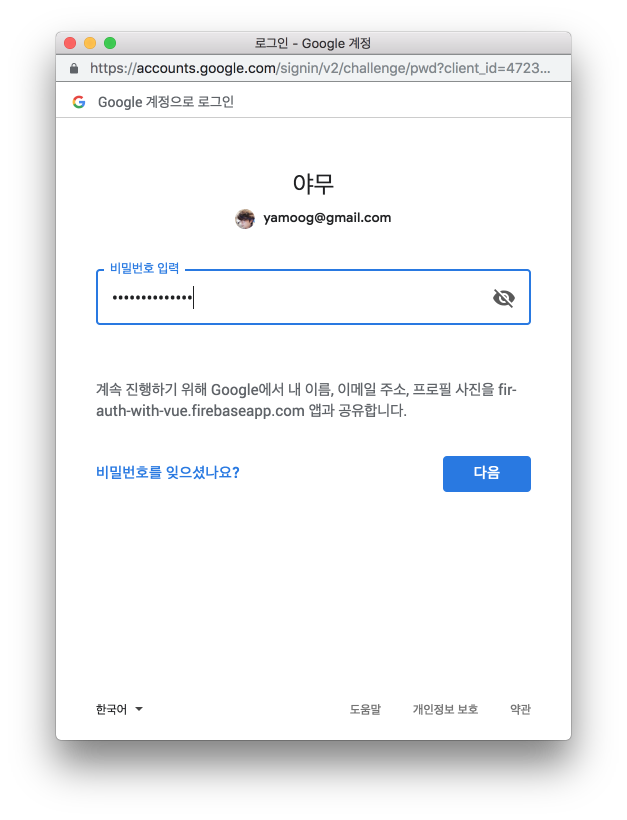 로그인 - Google 계정
https://accounts.google.com/signin/v2/challenge/pwd?client_id=4723...
Google 계정으로 로그인
야무
yamoog@gmail.com
비밀번호 입력
••••••••••••••
계속 진행하기 위해 Google에서 내 이름, 이메일 주소, 프로필 사진을 fir-
auth-with-vue.firebaseapp.com 앱과 공유합니다.
비밀번호를 잊으셨나요?
다음
한국어
도움말
개인정보 보호
약관